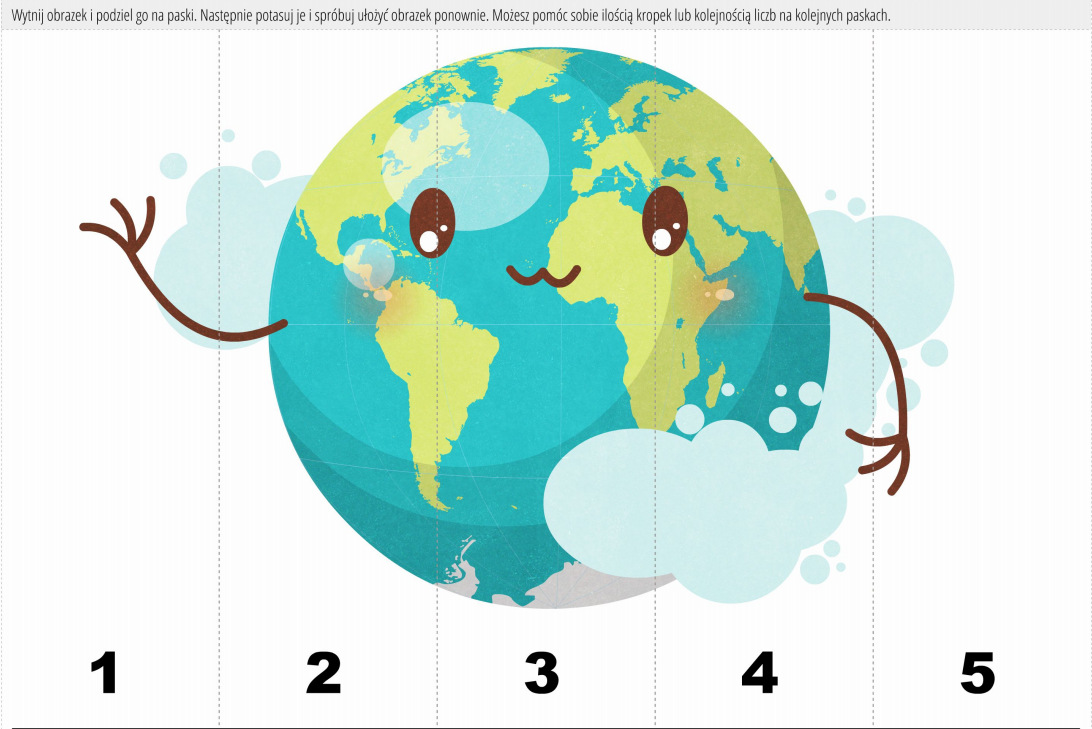 Wytnij obrazek i podziel go na paski. Następnie potasuj je i spróbuj ułożyć obrazek ponownie. Możesz pomóc sobie ilością kropek lub kolejnością liczb na kolejnych paskach.
1 2 3 4 5